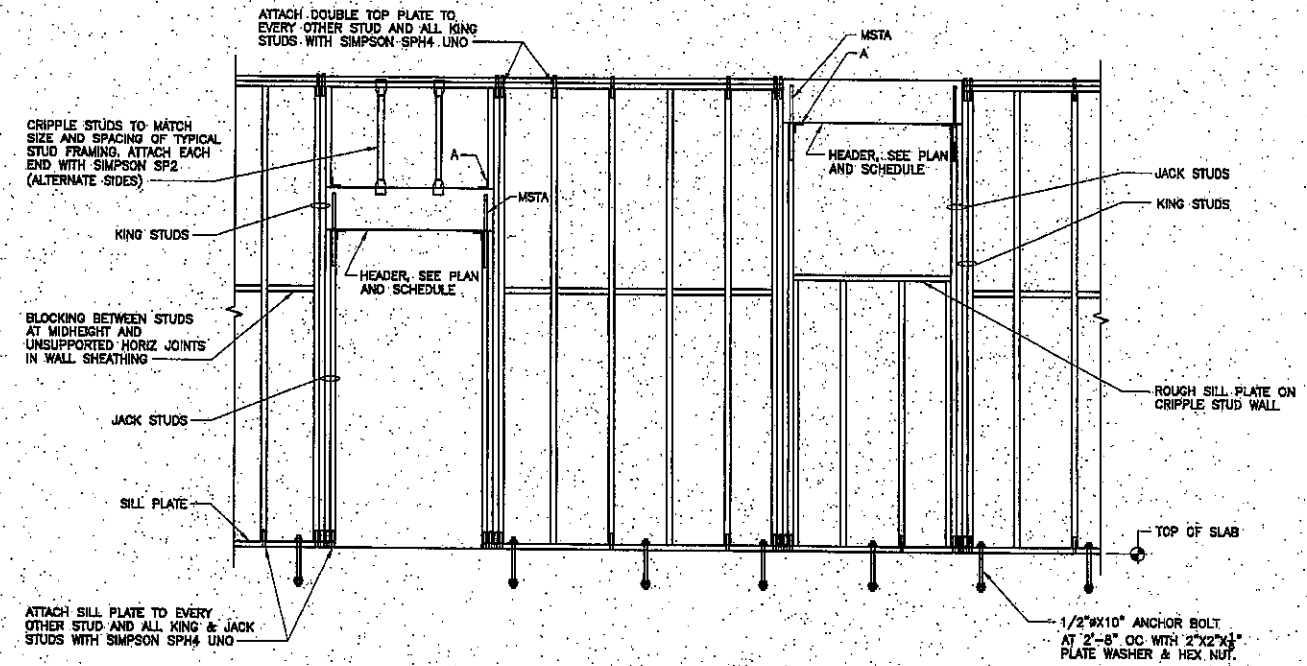 ATTACH DOUBLE TOP PLATE TO
EVERY OTHER STUD AND ALL KING
STUDS WITH SIMPSON SPH4 UNO
MSTA
A
CRIPPLE STUDS TO MATCH
SIZE AND SPACING OF TYPICAL
STUD FRAMING. ATTACH EACH
END WITH SIMPSON SP2
(ALTERNATE SIDES)
A
HEADER, SEE PLAN
AND SCHEDULE
JACK STUDS
MSTA
KING STUDS
KING STUDS
HEADER, SEE PLAN
AND SCHEDULE
BLOCKING BETWEEN STUDS
AT MIDHEIGHT AND
UNSUPPORTED HORIZ JOINTS
IN WALL SHEATHING
ROUGH SILL PLATE ON
CRIPPLE STUD WALL
JACK STUDS
SILL PLATE
TOP OF SLAB
ATTACH SILL PLATE TO EVERY
OTHER STUD AND ALL KING & JACK
STUDS WITH SIMPSON SPH4 UNO
1/2"ØX10" ANCHOR BOLT
AT 2'-8" OC WITH 2"X2"X
PLATE WASHER & HEX NUT.